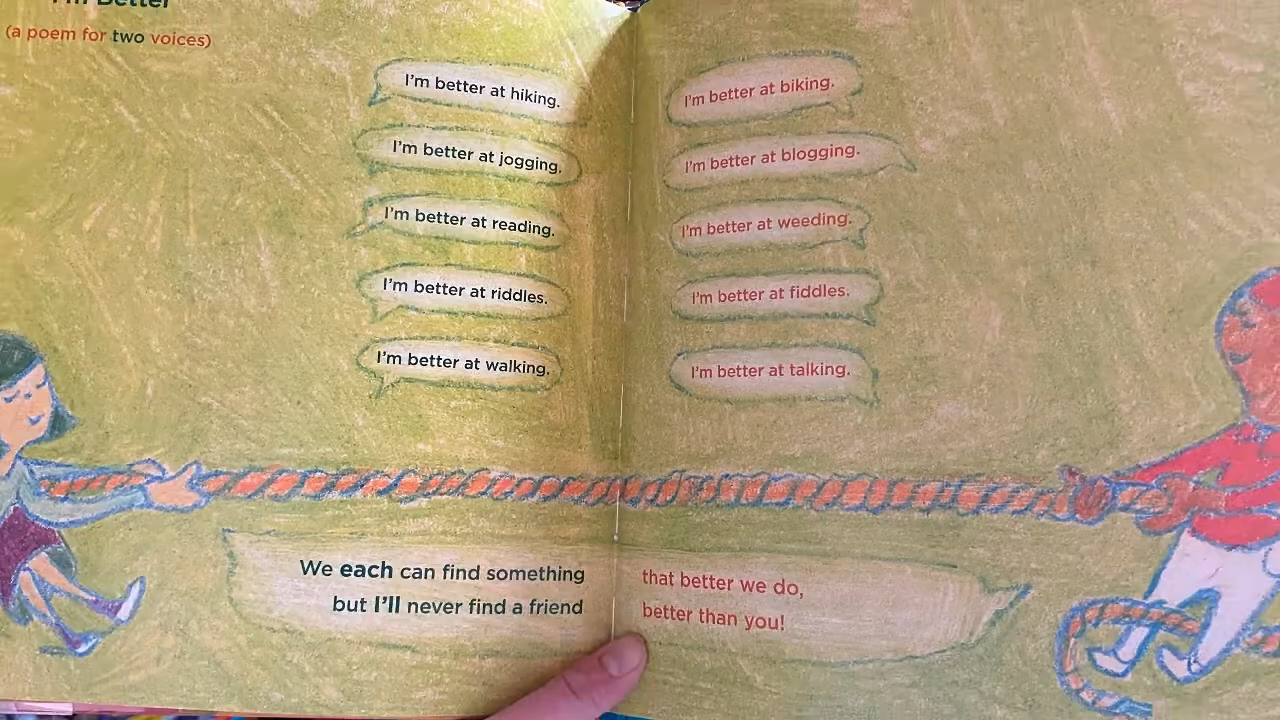 I'm Better
(a poem for two voices)
I'm better at hiking.
I'm better at biking.
I'm better at jogging.
I'm better at blogging.
I'm better at reading.
I'm better at weeding.
I'm better at riddles.
I'm better at fiddles.
I'm better at walking.
I'm better at talking.
We each can find something that better we do,
but I'll never find a friend better than you!